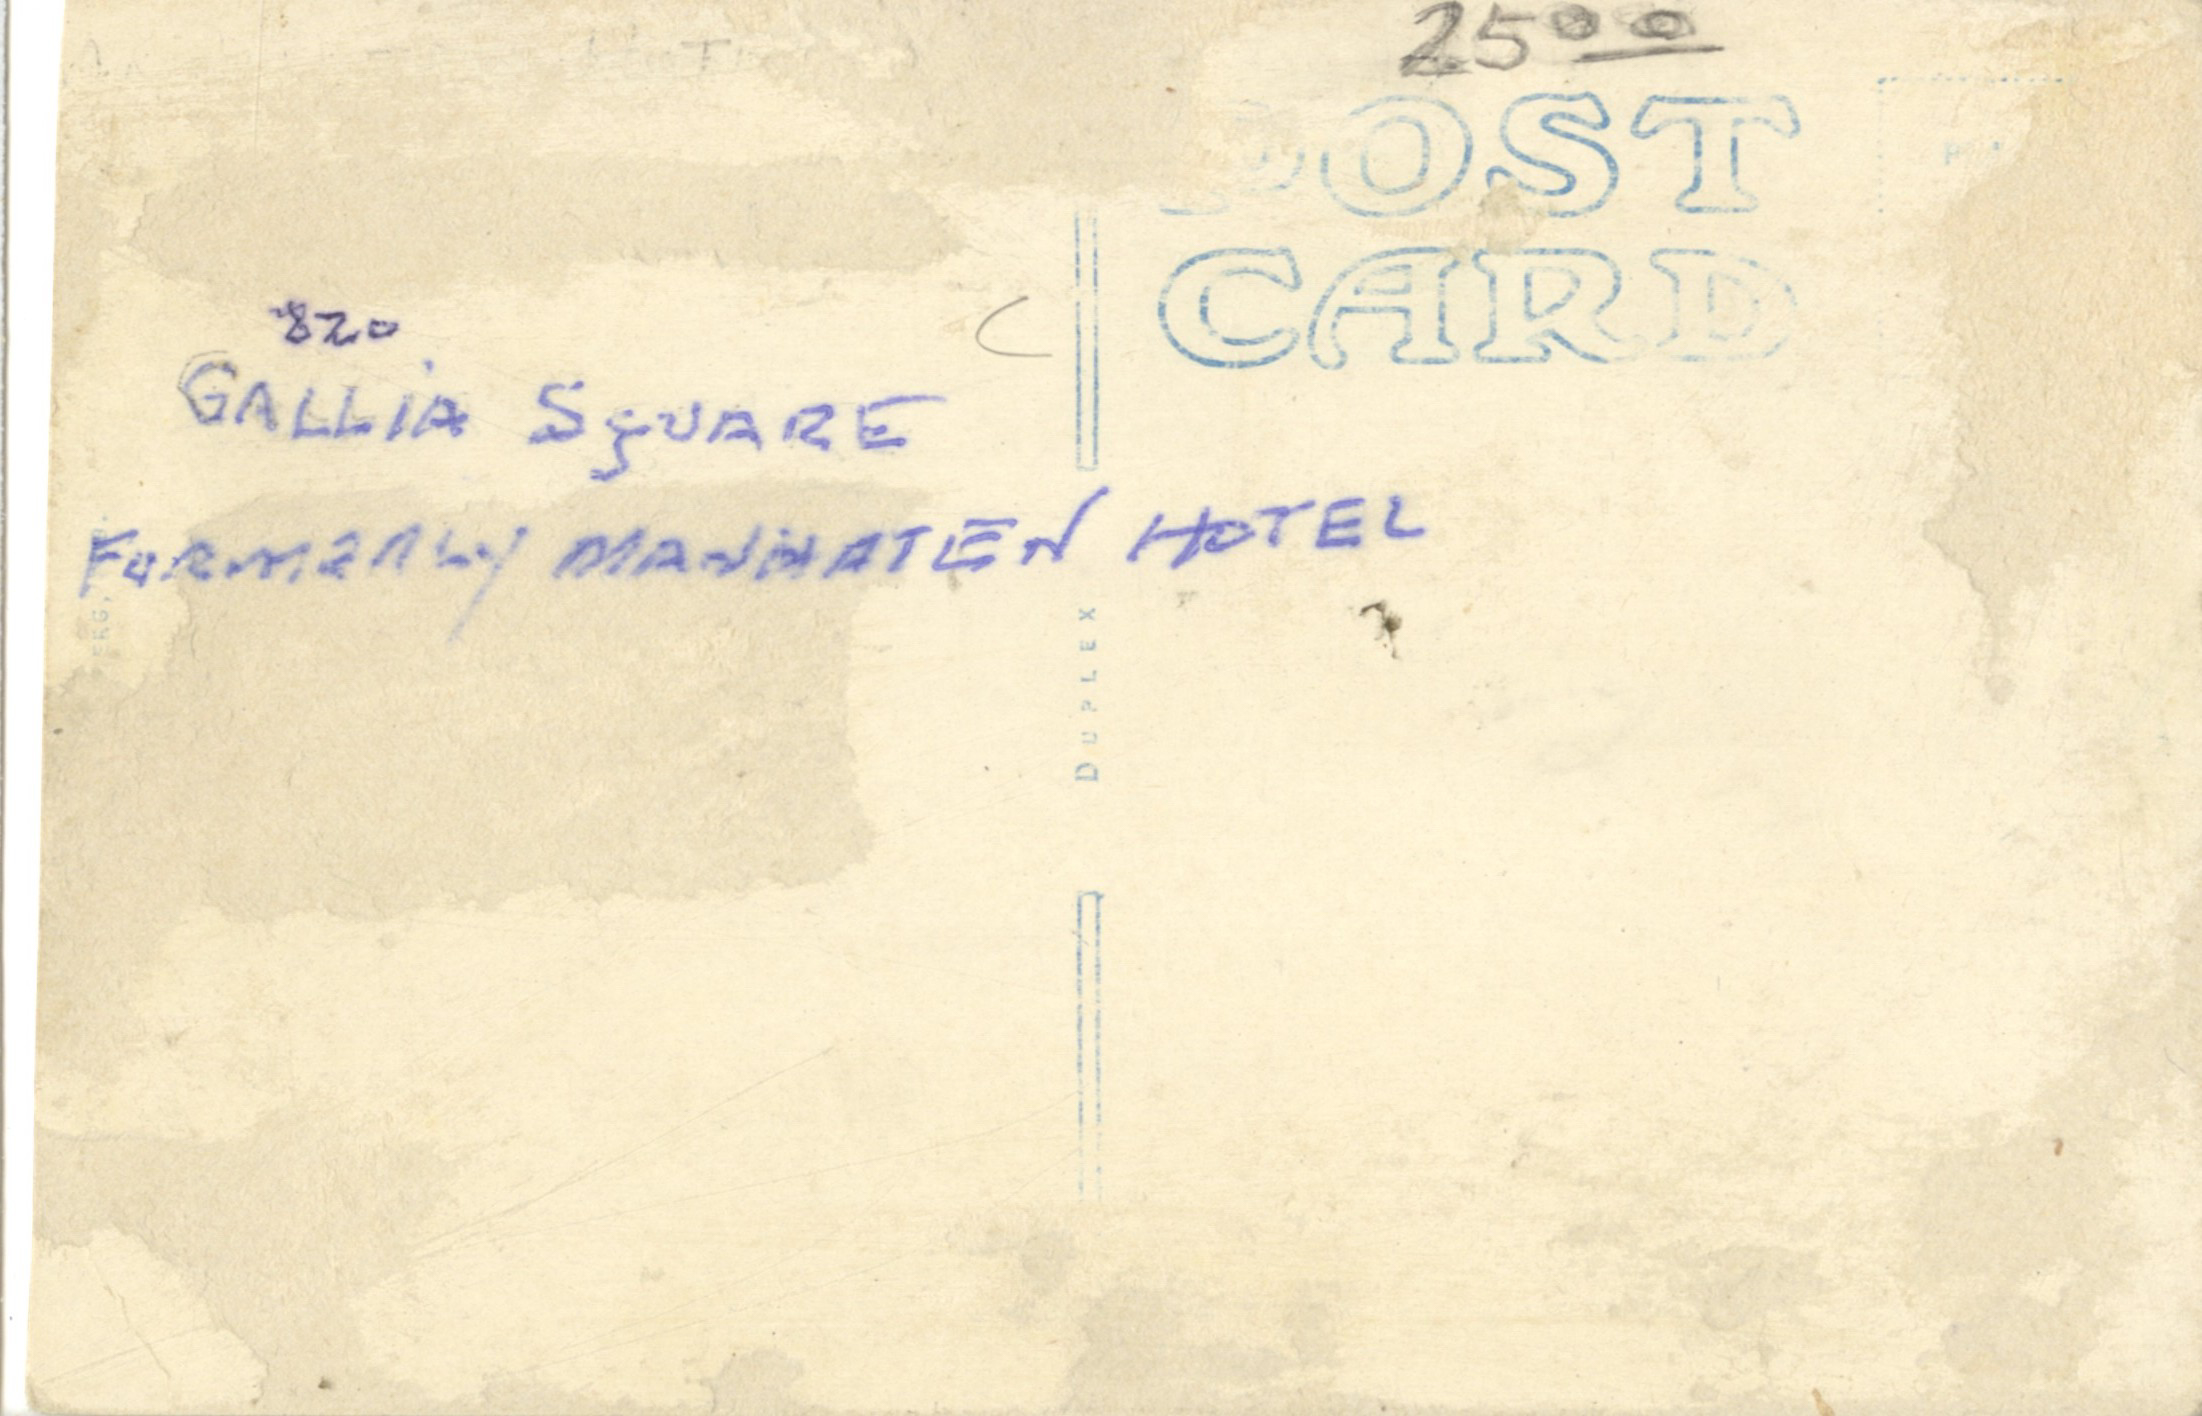 25⁰⁰
POST
CARD
820
GALLIA SQUARE
FORMERLY MANHATEN HOTEL
DUPLEX